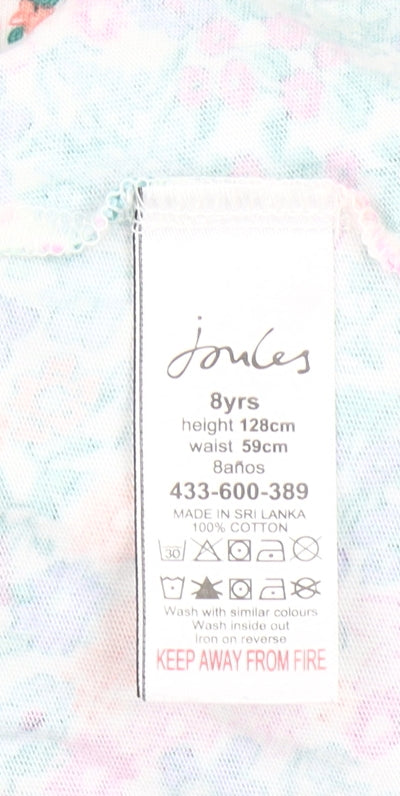 joules
8yrs
height 128cm
waist 59cm
8años
433-600-389
MADE IN SRI LANKA
100% COTTON
30
Wash with similar colours
Wash inside out
Iron on reverse
KEEP AWAY FROM FIRE